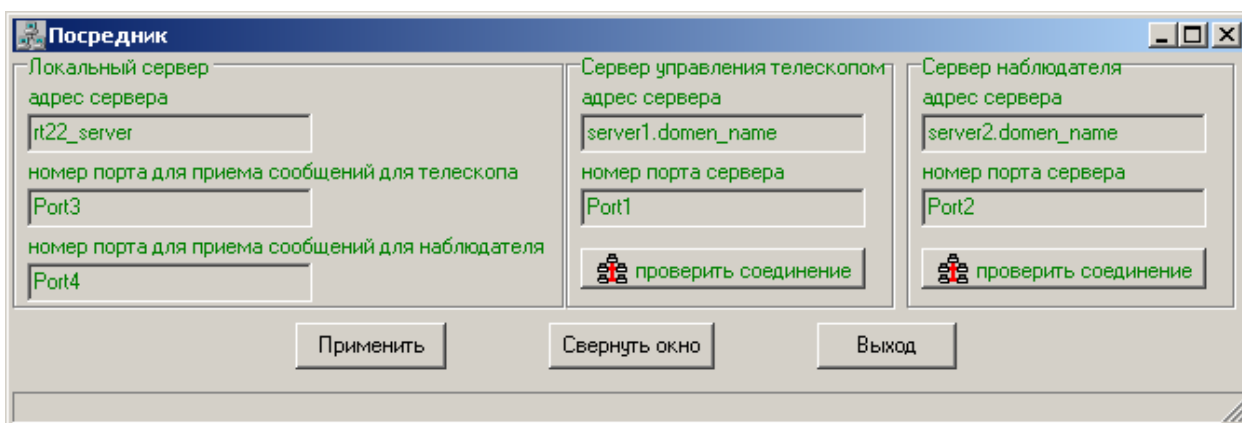 Посредник
Локальный сервер
адрес сервера
rt22_server
номер порта для приема сообщений для телескопа
Port3
номер порта для приема сообщений для наблюдателя
Port4
Сервер управления телескопом
адрес сервера
server1.domen_name
номер порта сервера
Port1
проверить соединение
Сервер наблюдателя
адрес сервера
server2.domen_name
номер порта сервера
Port2
проверить соединение
Применить
Свернуть окно
Выход